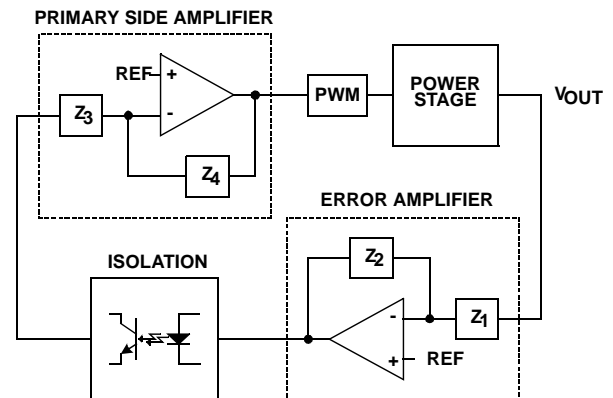 PRIMARY SIDE AMPLIFIER
REF
+
-
Z3
Z4
PWM
POWER
STAGE
VOUT
ERROR AMPLIFIER
ISOLATION
Z2
-
Z1
+
REF